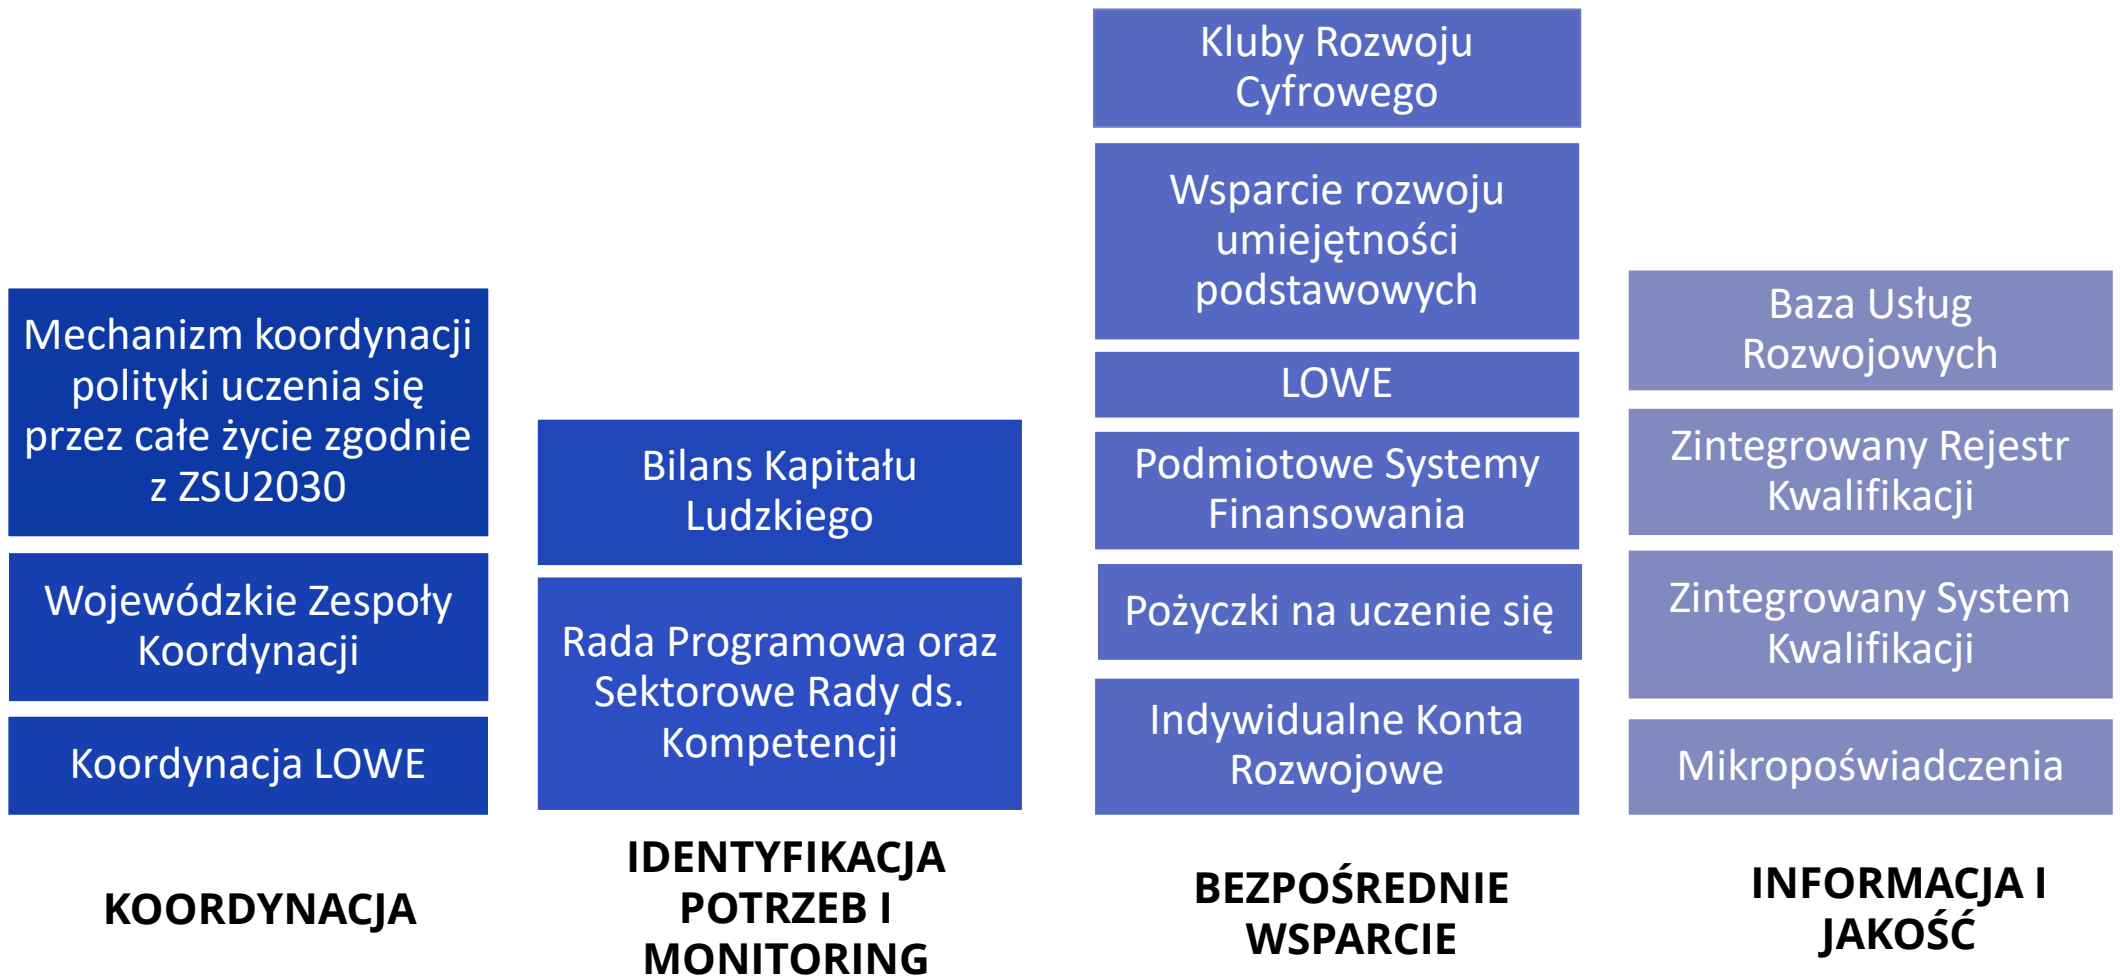 Mechanizm koordynacji
polityki uczenia się
przez całe życie zgodnie
z ZSU2030
Wojewódzkie Zespoły
Koordynacji
Koordynacja LOWE
KOORDYNACJA
Bilans Kapitału
Ludzkiego
Rada Programowa oraz
Sektorowe Rady ds.
Kompetencji
IDENTYFIKACJA
POTRZEB I
MONITORING
Kluby Rozwoju
Cyfrowego
Wsparcie rozwoju
umiejętności
podstawowych
LOWE
Podmiotowe Systemy
Finansowania
Pożyczki na uczenie się
Indywidualne Konta
Rozwojowe
BEZPOŚREDNIE
WSPARCIE
Baza Usług
Rozwojowych
Zintegrowany Rejestr
Kwalifikacji
Zintegrowany System
Kwalifikacji
Mikropoświadczenia
INFORMACJA I
JAKOŚĆ